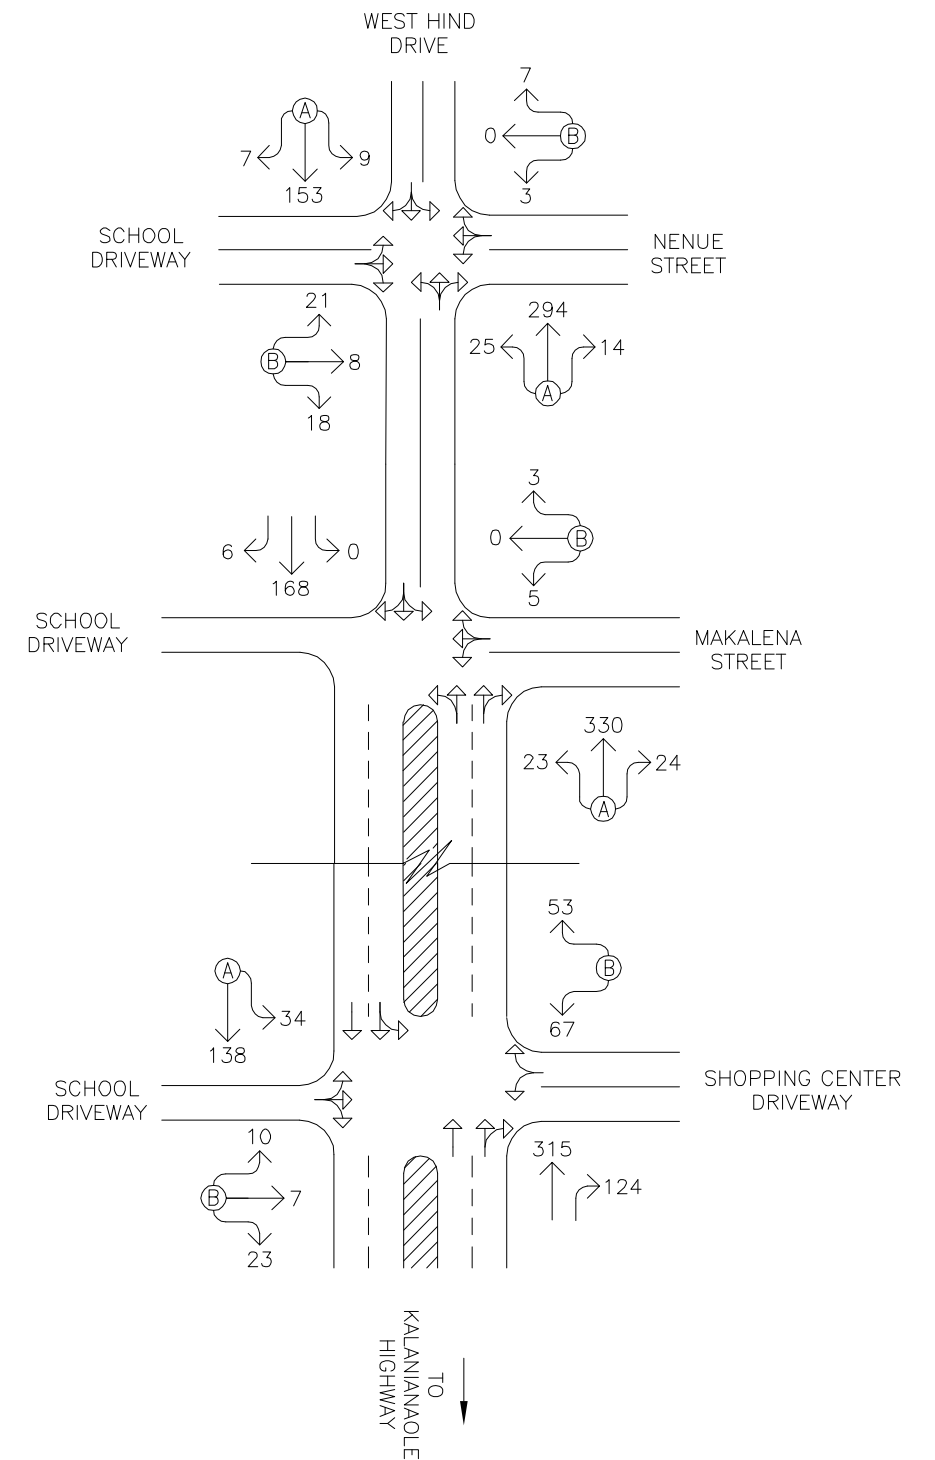 WEST HIND
DRIVE
7
A
0
B
7
9
153
3
SCHOOL
DRIVEWAY
NENUE
STREET
21
294
B
8
25
14
A
18
3
6
0
0
B
168
5
SCHOOL
DRIVEWAY
MAKALENA
STREET
330
23
24
A
53
A
B
34
138
67
SCHOOL
DRIVEWAY
SHOPPING CENTER
DRIVEWAY
10
315
B
7
124
23
TO
KALANIANAOLE
HIGHWAY